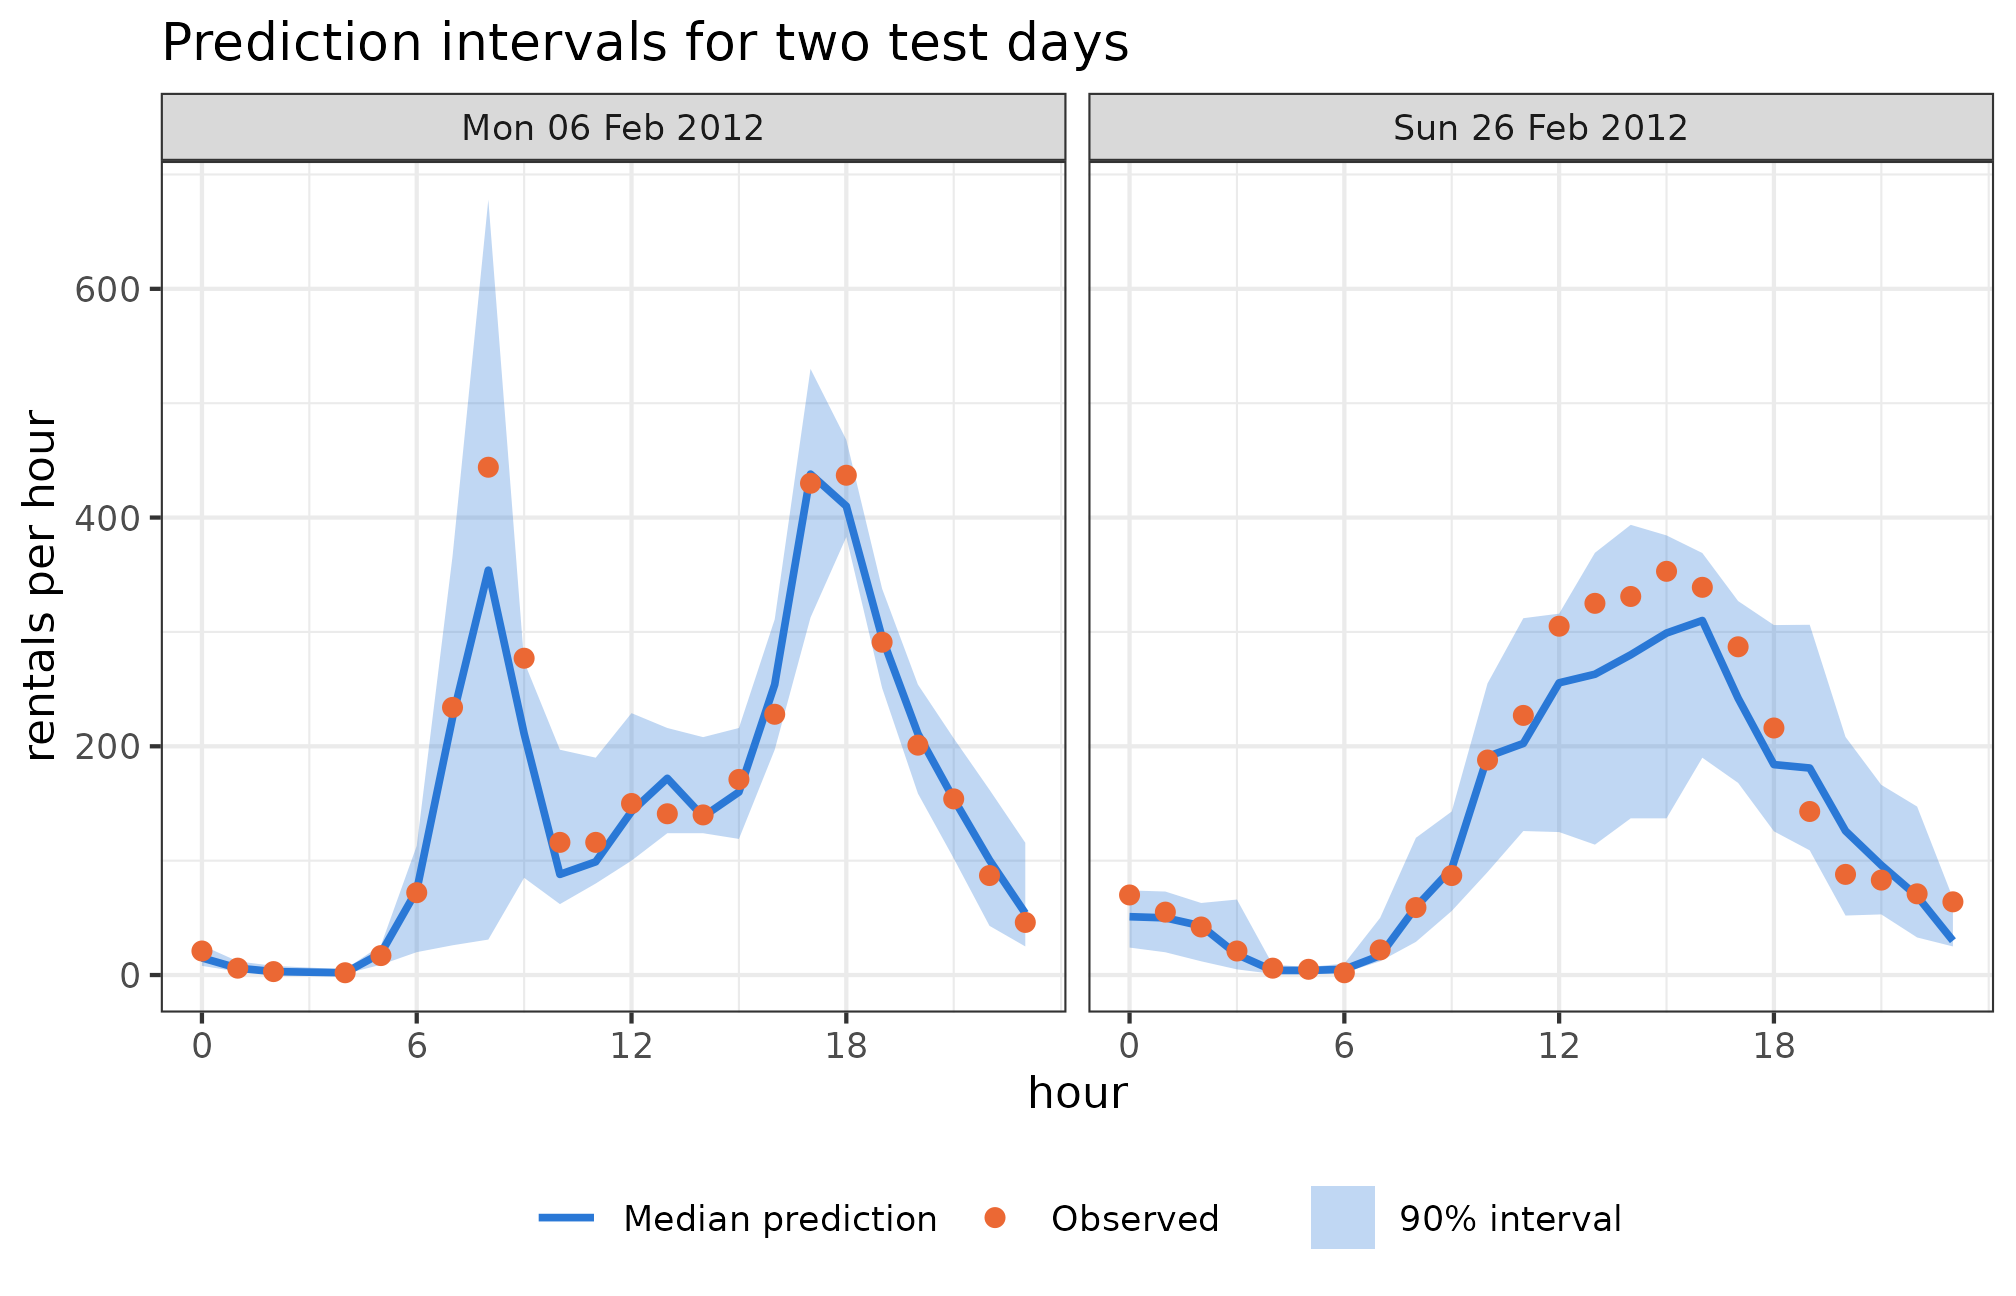 Prediction intervals for two test days
Mon 06 Feb 2012
Sun 26 Feb 2012
rentals per hour
600
400
200
0
0 6 12 18
0 6 12 18
hour
Median prediction
Observed
90% interval